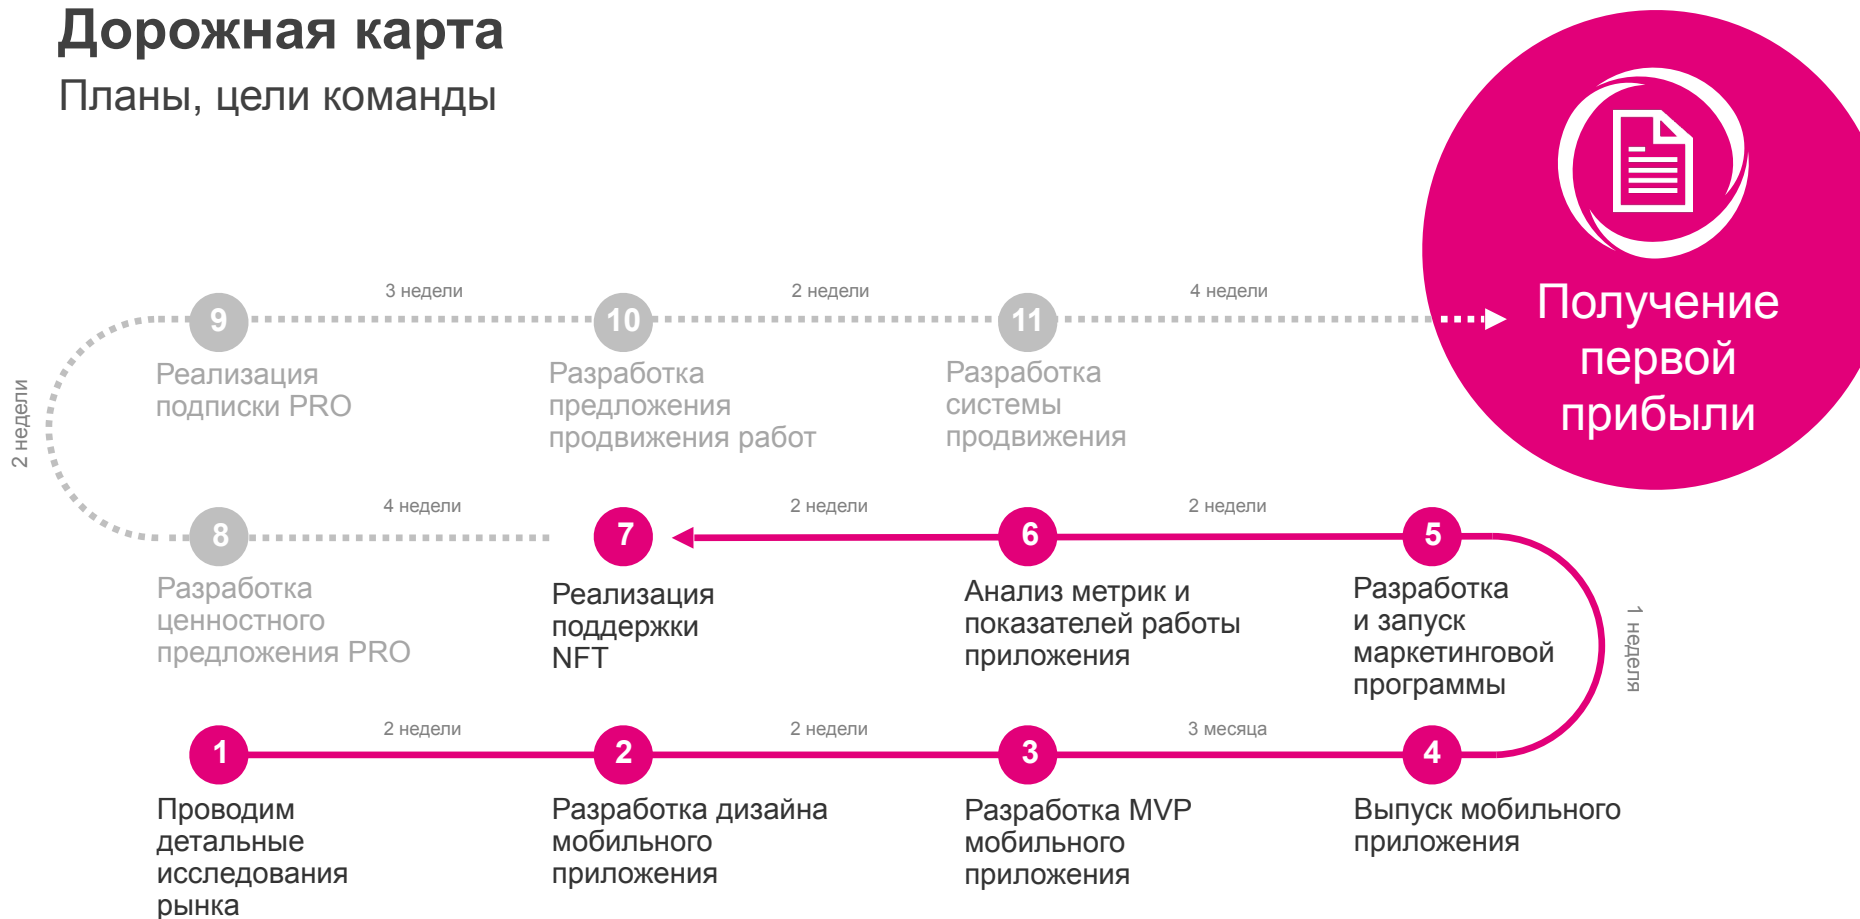 Дорожная карта
Планы, цели команды
3 недели
2 недели
4 недели
9
10
11
Реализация
подписки PRO
Разработка
предложения
продвижения работ
Разработка
системы
продвижения
Получение
первой
прибыли
2 недели
4 недели
2 недели
2 недели
8
7
6
5
Разработка
ценностного
предложения PRO
Реализация
поддержки
NFT
Анализ метрик и
показателей работы
приложения
Разработка
и запуск
маркетинговой
программы
1 неделя
2 недели
2 недели
3 месяца
1
2
3
4
Проводим
детальные
исследования
рынка
Разработка дизайна
мобильного
приложения
Разработка MVP
мобильного
приложения
Выпуск мобильного
приложения